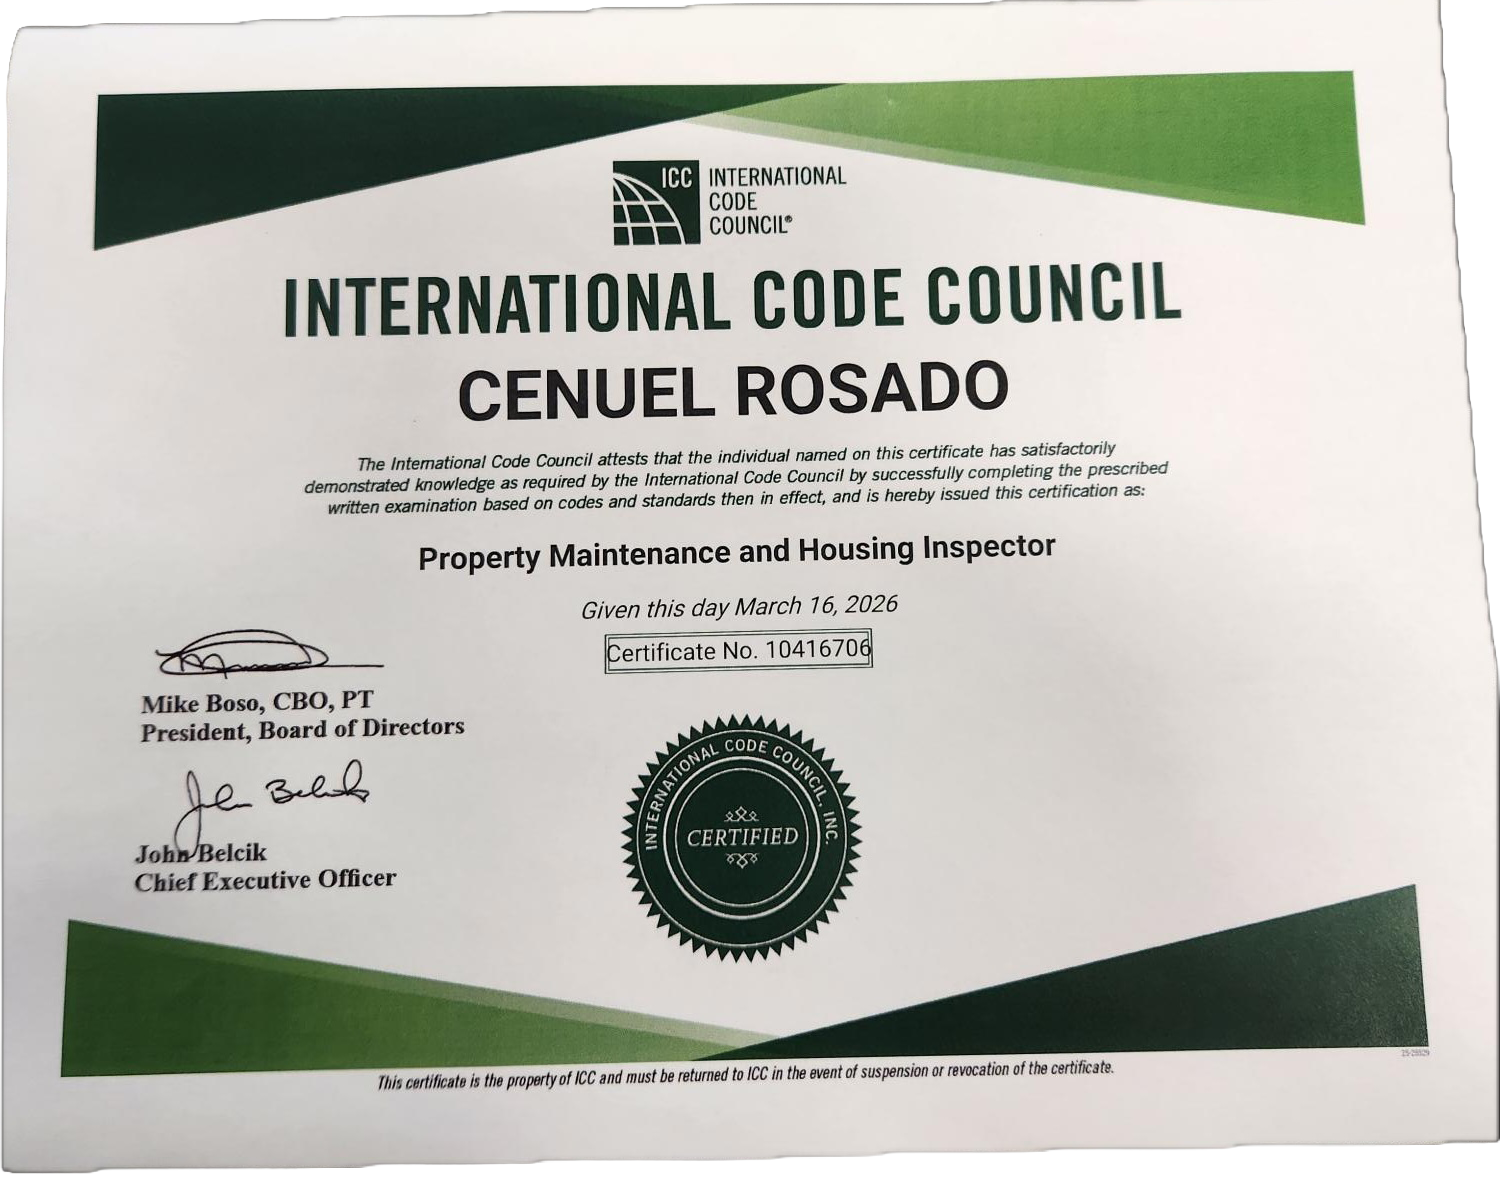 ICC INTERNATIONAL
CODE
COUNCIL®
INTERNATIONAL CODE COUNCIL
CENUEL ROSADO
The International Code Council attests that the individual named on this certificate has satisfactorily
demonstrated knowledge as required by the International Code Council by successfully completing the prescribed
written examination based on codes and standards then in effect, and is hereby issued this certification as:
Property Maintenance and Housing Inspector
Given this day March 16, 2026
Certificate No. 10416706
Mike Boso, CBO, PT
President, Board of Directors
John Belcik
John Belcik
Chief Executive Officer
INTERNATIONAL CODE COUNCIL, INC.
CERTIFIED
This certificate is the property of ICC and must be returned to ICC in the event of suspension or revocation of the certificate.